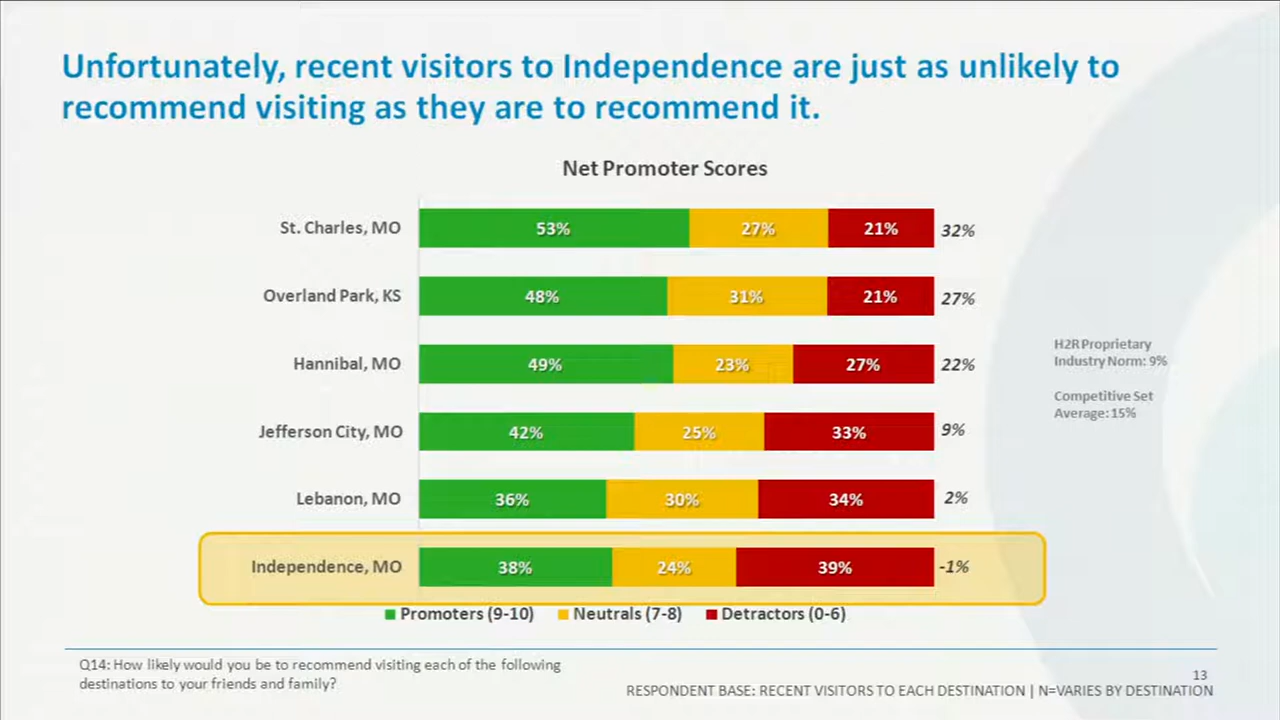 Unfortunately, recent visitors to Independence are just as unlikely to
recommend visiting as they are to recommend it.
Net Promoter Scores
St. Charles, MO 53% 27% 21% 32%
Overland Park, KS 48% 31% 21% 27%
Hannibal, MO 49% 23% 27% 22%
H2R Proprietary
Industry Norm: 9%
Competitive Set
Average: 15%
Jefferson City, MO 42% 25% 33% 9%
Lebanon, MO 36% 30% 34% 2%
Independence, MO 38% 24% 39% -1%
Promoters (9-10) Neutrals (7-8) Detractors (0-6)
Q14: How likely would you be to recommend visiting each of the following
destinations to your friends and family?
13
RESPONDENT BASE: RECENT VISITORS TO EACH DESTINATION | N=VARIES BY DESTINATION